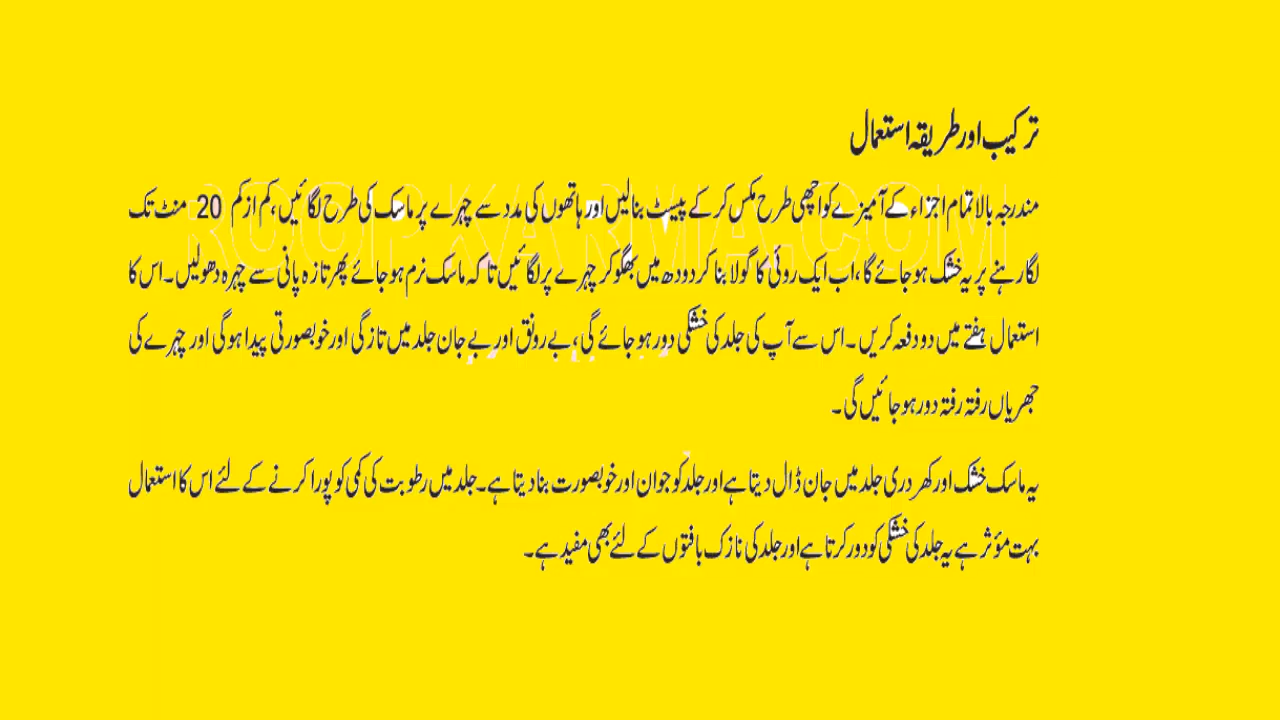 ترکیب اور طریقہ استعمال
مندرجہ بالا تمام اجزاء کے آمیزے کو اچھی طرح مکس کر کے پیسٹ بنالیں اور ہاتھوں کی مدد سے چہرے پر ماسک کی طرح لگائیں، کم از کم 20 منٹ تک
لگا رہنے پر یہ خشک ہو جائے گا، اب ایک روئی کا گولا بنا کر دودھ میں بھگو کر چہرے پر لگائیں تاکہ ماسک نرم ہو جائے پھر تازہ پانی سے چہرہ دھولیں۔ اس کا
استعمال ہفتے میں دو دفعہ کریں۔ اس سے آپ کی جلد کی خشکی دور ہو جائے گی، بے رونق اور بے جان جلد میں تازگی اور خوبصورتی پیدا ہوگی اور چہرے کی
جھریاں رفتہ رفتہ دور ہو جائیں گی۔
یہ ماسک خشک اور کھردری جلد میں جان ڈال دیتا ہے اور جلد کو جوان اور خوبصورت بنا دیتا ہے۔ جلد میں رطوبت کی کمی کو پورا کرنے کے لئے اس کا استعمال
بہت مؤثر ہے یہ جلد کی خشکی کو دور کرتا ہے اور جلد کی نازک بافتوں کے لئے بھی مفید ہے۔
ROOPKARMA.COM